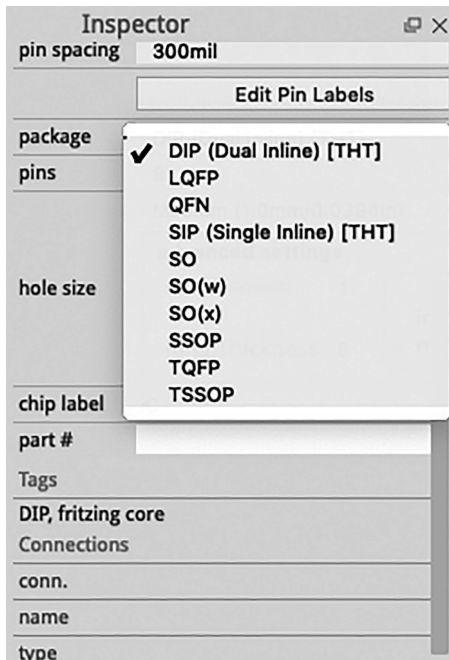 Inspector
pin spacing 300mil
Edit Pin Labels
package
✓ DIP (Dual Inline) [THT]
pins
LQFP
QFN
SIP (Single Inline) [THT]
SO
hole size SO(w)
SO(x)
SSOP
TQFP
TSSOP
chip label
part #
Tags
DIP, fritzing core
Connections
conn.
name
type